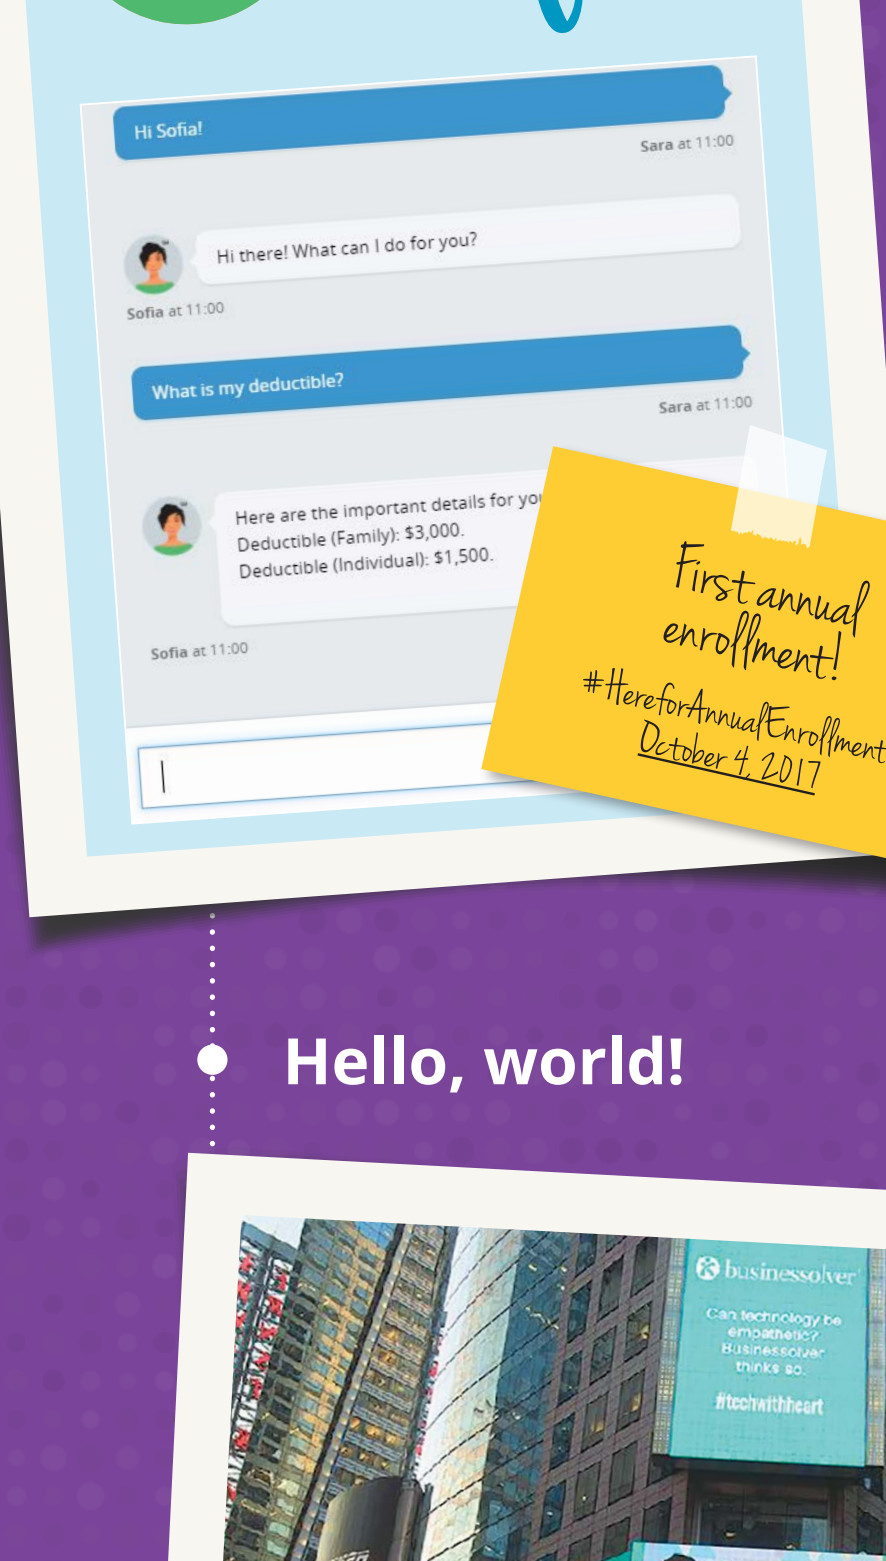 Hi Sofia!
Sara at 11:00
Hi there! What can I do for you?
Sofia at 11:00
What is my deductible?
Sara at 11:00
Here are the important details for you
Deductible (Family): $3,000.
Deductible (Individual): $1,500.
Sofia at 11:00
First annual
enrollment!
#HereforAnnualEnrollment
October 4, 2017
Hello, world!
businessolver
Can technology be
empathetic?
Businessolver
thinks so.
#techwithheart